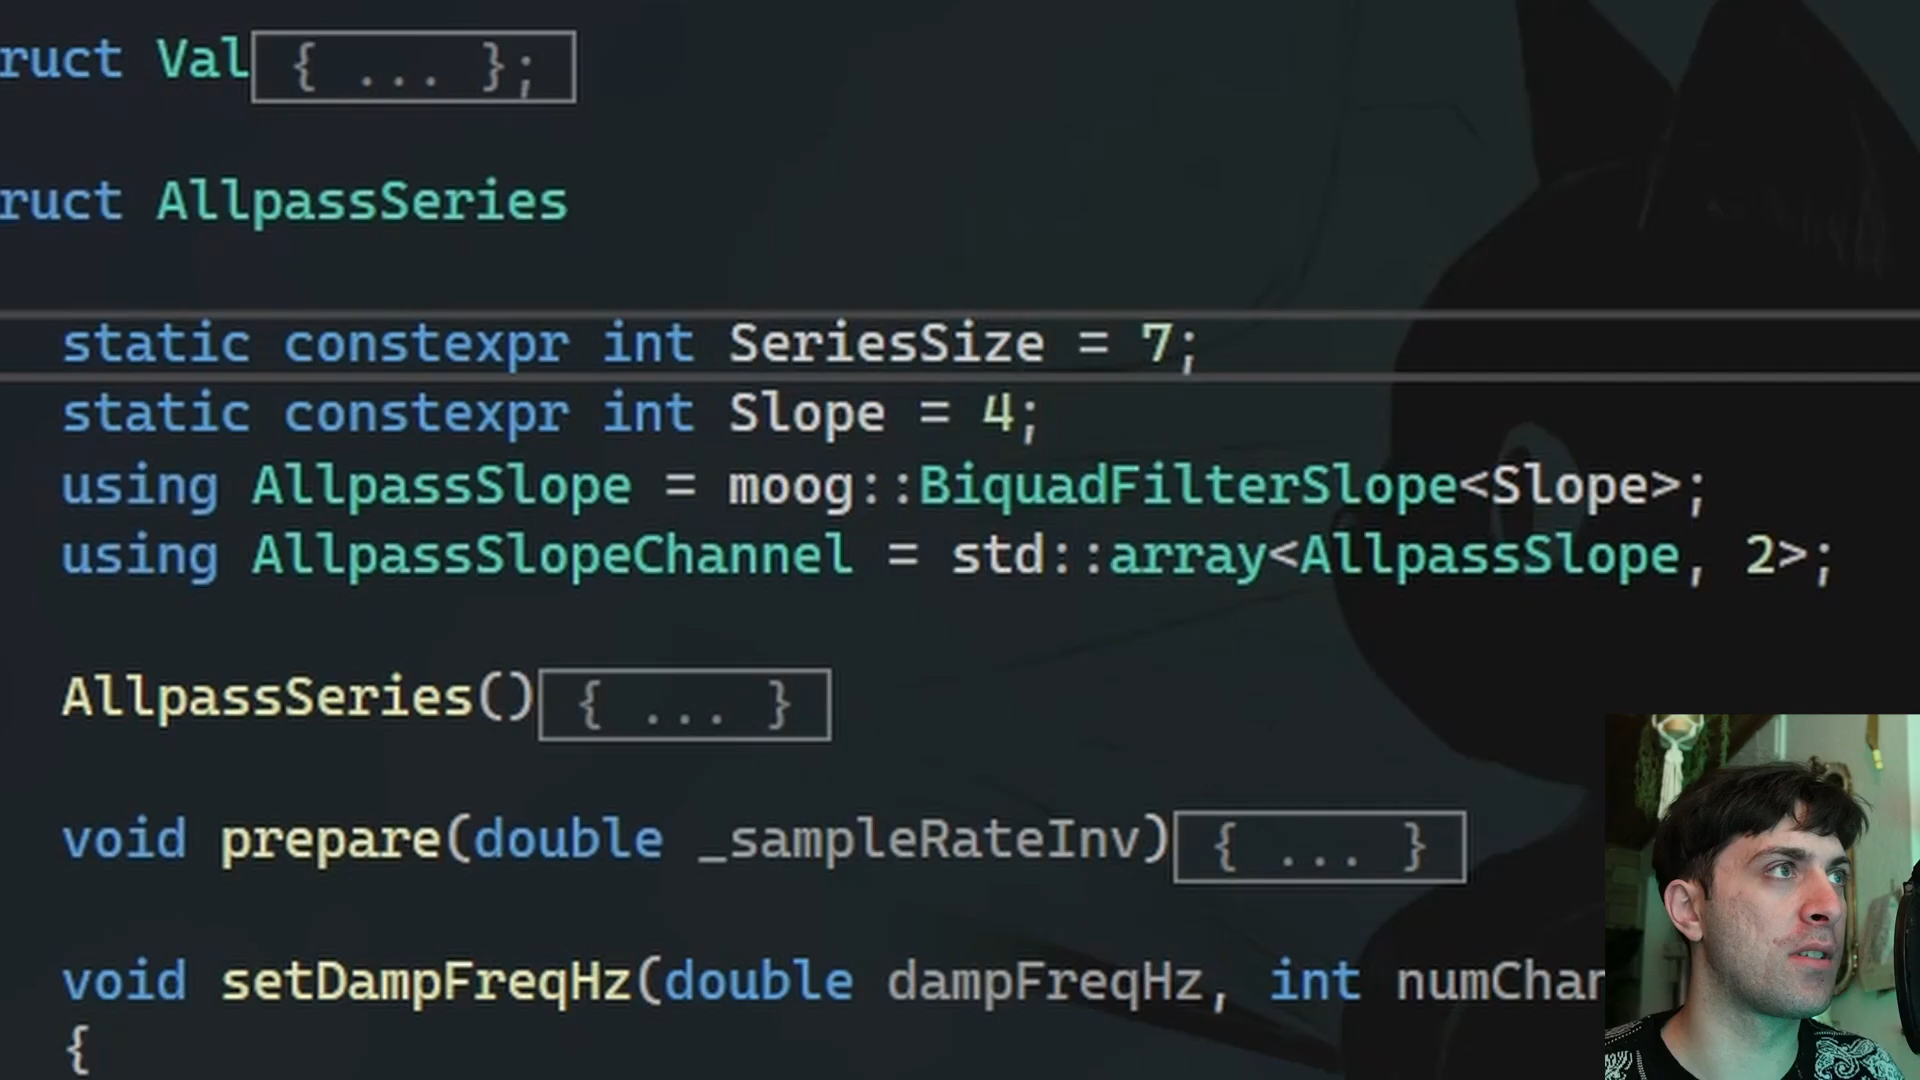 ruct Val{ ... };
ruct AllpassSeries
static constexpr int SeriesSize = 7;
static constexpr int Slope = 4;
using AllpassSlope = moog::BiquadFilterSlope<Slope>;
using AllpassSlopeChannel = std::array<AllpassSlope, 2>;
AllpassSeries(){ ... }
void prepare(double _sampleRateInv){ ... }
void setDampFreqHz(double dampFreqHz, int numChan
{